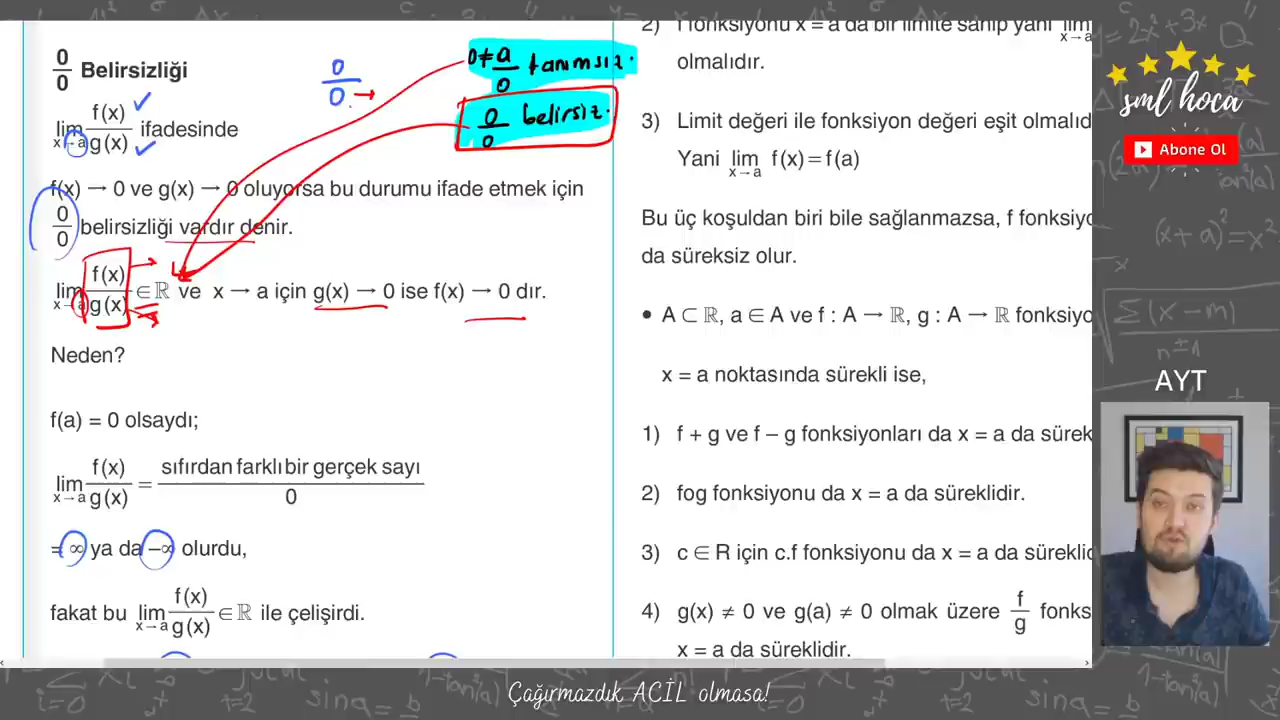 0/0 Belirsizliği
0/0
0≠a/0 tanımsız.
0/0 belirsiz.
lim x→a f(x)/g(x) ifadesinde
f(x) → 0 ve g(x) → 0 oluyorsa bu durumu ifade etmek için
0/0 belirsizliği vardır denir.
lim x→a f(x)/g(x) ∈ ℝ ve x → a için g(x) → 0 ise f(x) → 0 dır.
Neden?
f(a) = 0 olsaydı;
lim x→a f(x)/g(x) = sıfırdan farklı bir gerçek sayı/0
= ∞ ya da −∞ olurdu,
fakat bu lim x→a f(x)/g(x) ∈ ℝ ile çelişirdi.
2) f fonksiyonu x = a da bir limite sahip yani lim x→a
olmalıdır.
3) Limit değeri ile fonksiyon değeri eşit olmalıd
Yani lim x→a f(x) = f(a)
Bu üç koşuldan biri bile sağlanmazsa, f fonksiyo
da süreksiz olur.
• A ⊂ ℝ, a ∈ A ve f : A → ℝ, g : A → ℝ fonksiyo
x = a noktasında sürekli ise,
1) f + g ve f − g fonksiyonları da x = a da sürek
2) fog fonksiyonu da x = a da süreklidir.
3) c ∈ R için c.f fonksiyonu da x = a da süreklid
4) g(x) ≠ 0 ve g(a) ≠ 0 olmak üzere f/g fonks
x = a da süreklidir.
sml hoca
Abone Ol
AYT
Çağırmazdık ACİL olmasa!